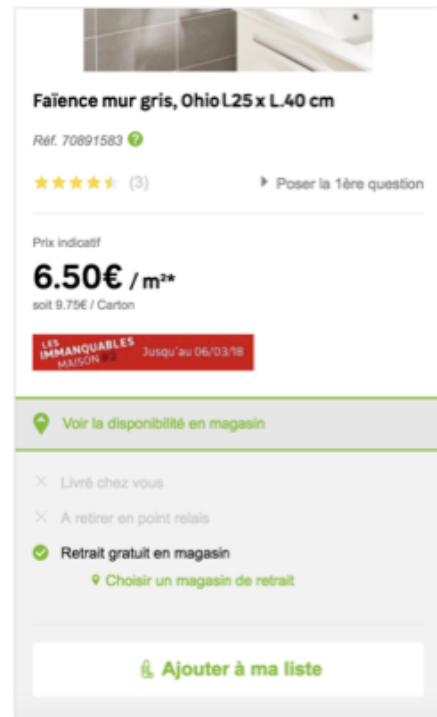 Faïence mur gris, Ohio l.25 x L.40 cm
Réf. 70891583 ?
(3) Poser la 1ère question
Prix indicatif
6.50€ / m²*
soit 9.75€ / Carton
LES
IMMANQUABLES
MAISON #2 Jusqu'au 06/03/18
Voir la disponibilité en magasin
Livré chez vous
A retirer en point relais
Retrait gratuit en magasin
Choisir un magasin de retrait
Ajouter à ma liste